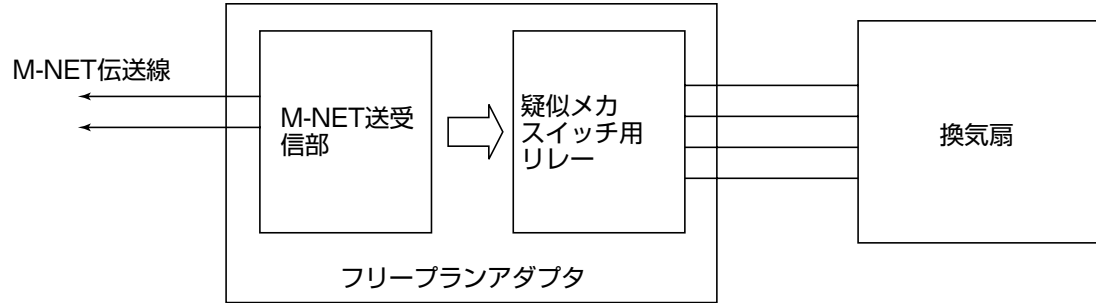 M-NET伝送線
M-NET送受
信部
疑似メカ
スイッチ用
リレー
換気扇
フリープランアダプタ